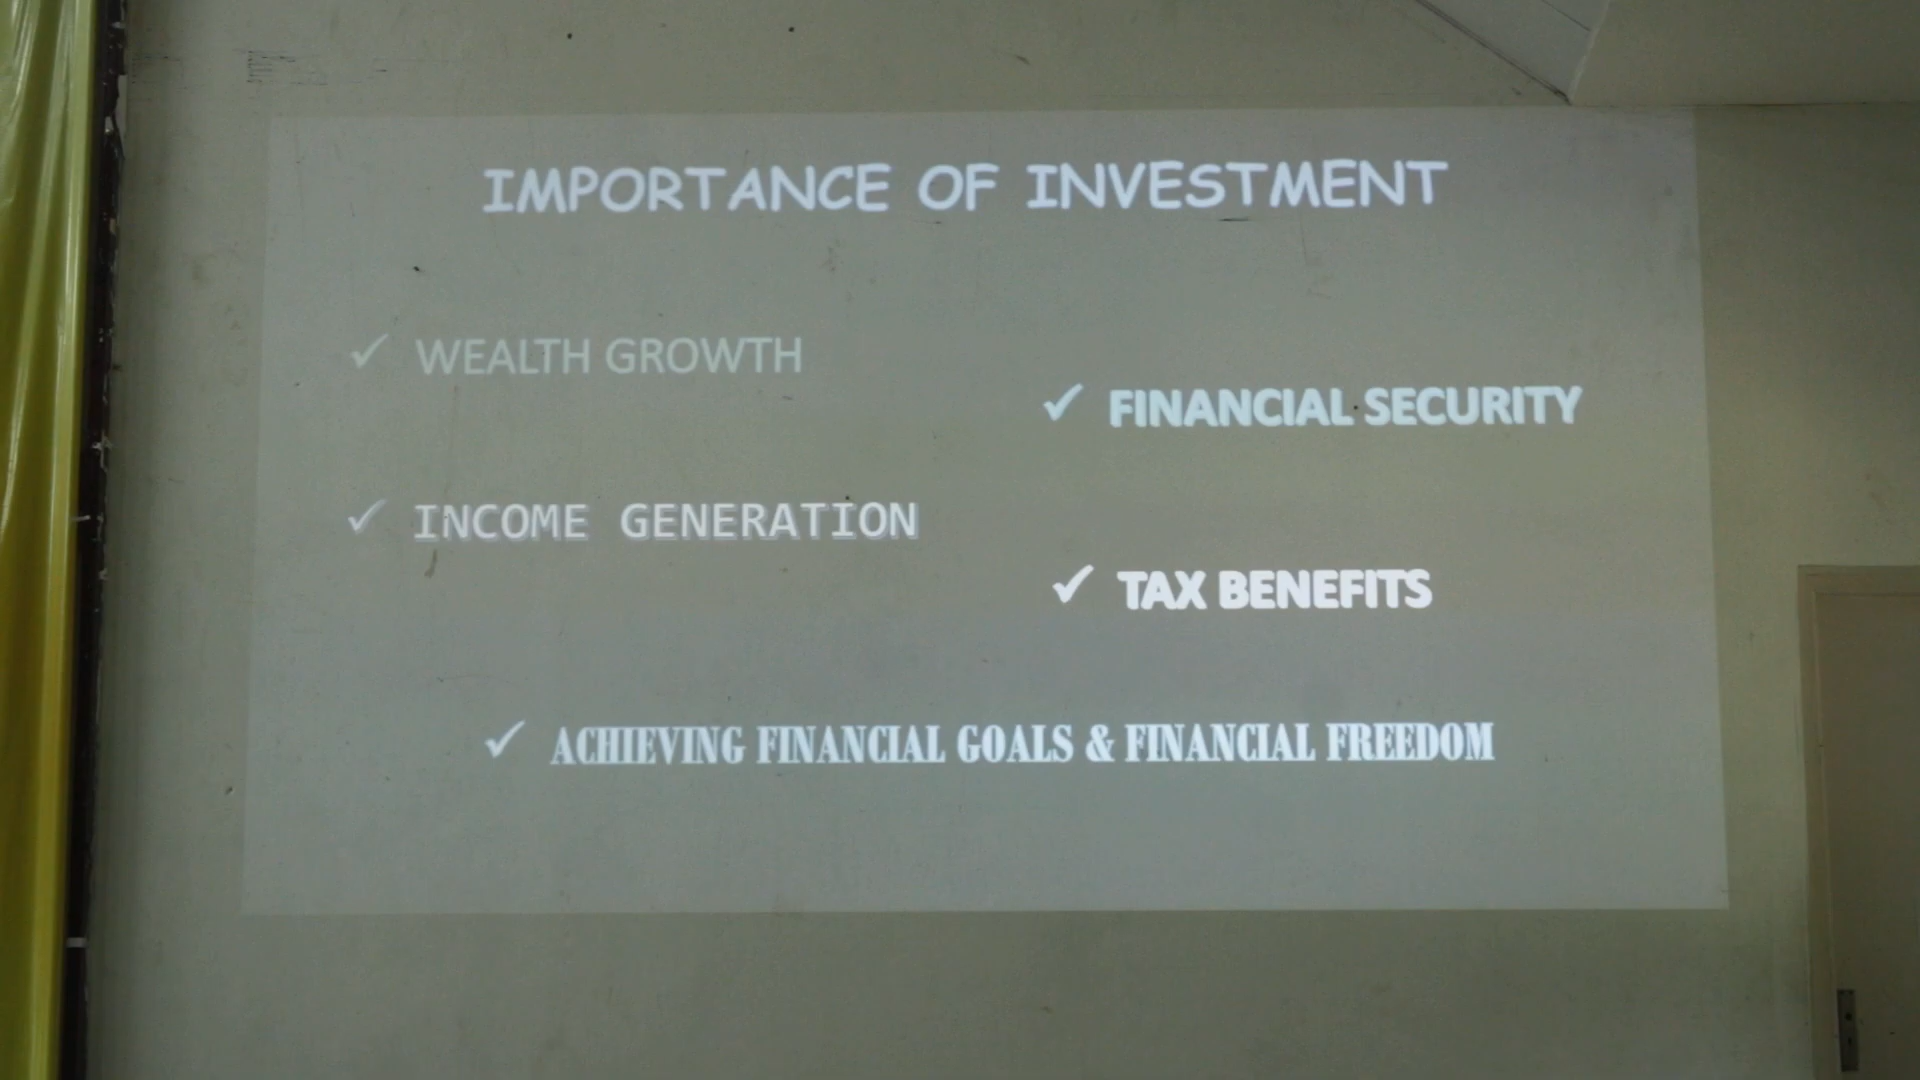 IMPORTANCE OF INVESTMENT
✓ WEALTH GROWTH
✓ FINANCIAL SECURITY
✓ INCOME GENERATION
✓ TAX BENEFITS
✓ ACHIEVING FINANCIAL GOALS & FINANCIAL FREEDOM